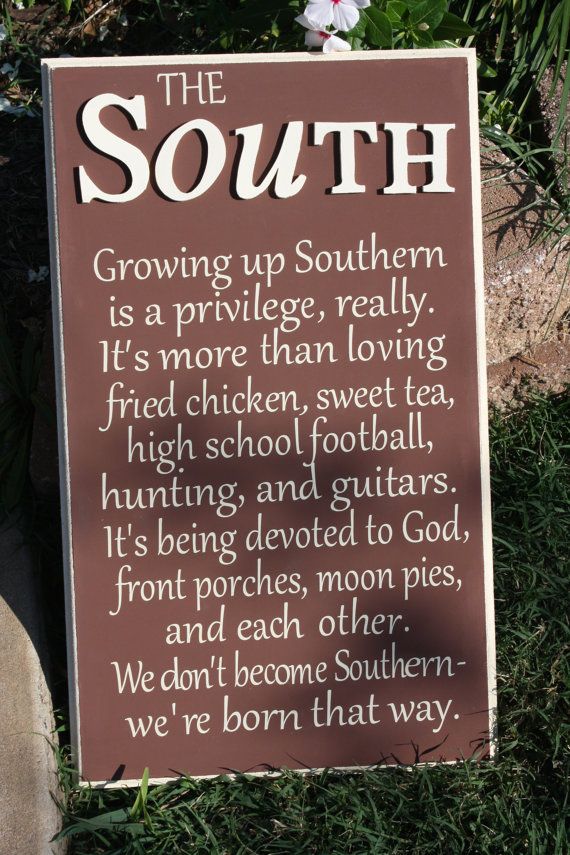 THE
SOUTH
Growing up Southern
is a privilege, really.
It's more than loving
fried chicken, sweet tea,
high school football,
hunting, and guitars.
It's being devoted to God,
front porches, moon pies,
and each other.
We don't become Southern-
we're born that way.